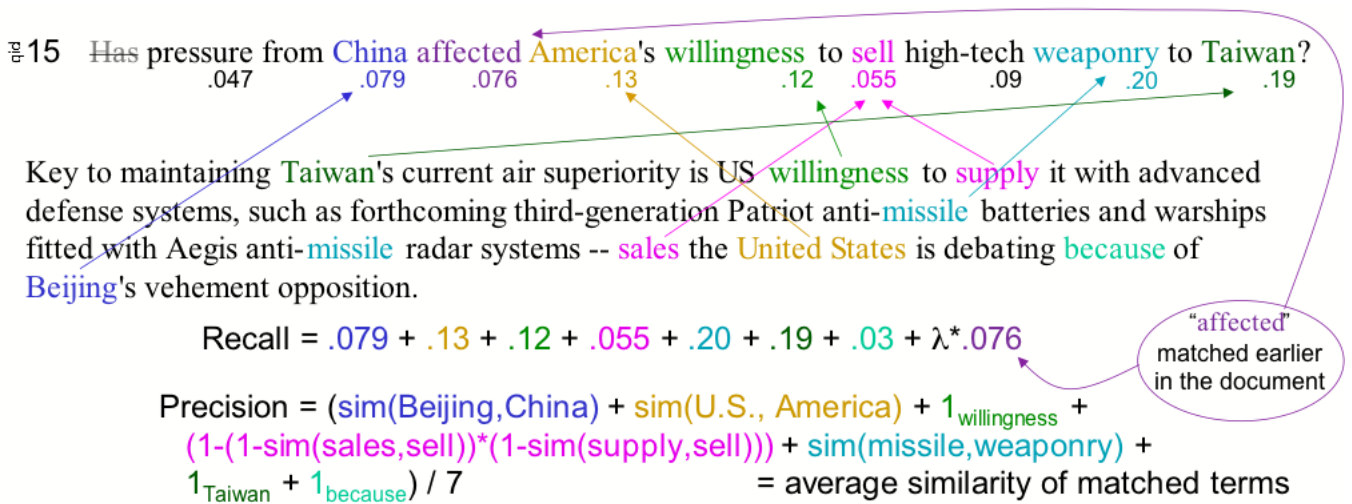 qid 15 Has pressure from China affected America's willingness to sell high-tech weaponry to Taiwan?
.047 .079 .076 .13 .12 .055 .09 .20 .19
Key to maintaining Taiwan's current air superiority is US willingness to supply it with advanced
defense systems, such as forthcoming third-generation Patriot anti-missile batteries and warships
fitted with Aegis anti-missile radar systems -- sales the United States is debating because of
Beijing's vehement opposition.
Recall = .079 + .13 + .12 + .055 + .20 + .19 + .03 + λ*.076
"affected"
matched earlier
in the document
Precision = (sim(Beijing,China) + sim(U.S., America) + 1willingness +
(1-(1-sim(sales,sell))*(1-sim(supply,sell))) + sim(missile,weaponry) +
1Taiwan + 1because) / 7 = average similarity of matched terms